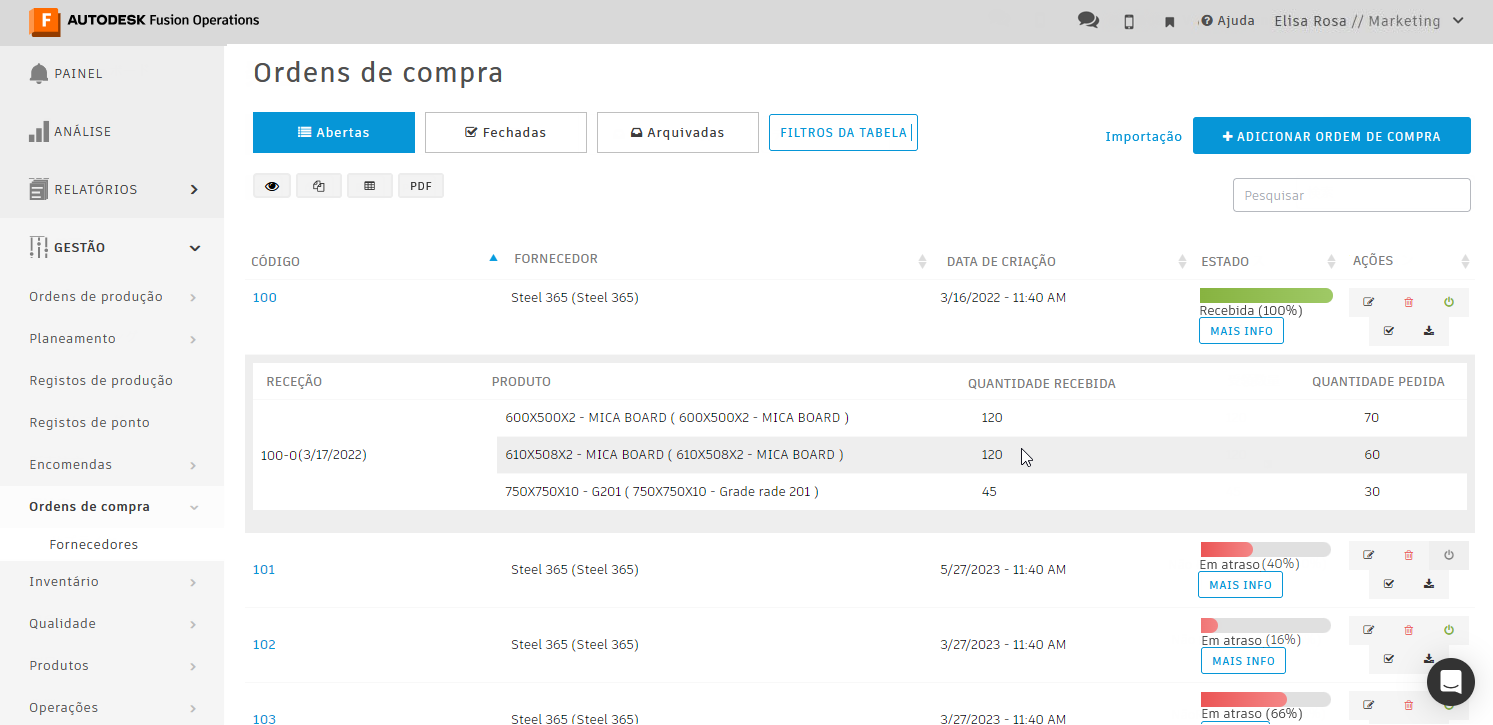 F AUTODESK Fusion Operations
Ajuda
Elisa Rosa // Marketing
PAINEL
ANÁLISE
RELATÓRIOS
GESTÃO
Ordens de produção
Planeamento
Registos de produção
Registos de ponto
Encomendas
Ordens de compra
Fornecedores
Inventário
Qualidade
Produtos
Operações
Ordens de compra
Abertas
Fechadas
Arquivadas
FILTROS DA TABELA
Importação
ADICIONAR ORDEM DE COMPRA
PDF
Pesquisar
CÓDIGO FORNECEDOR DATA DE CRIAÇÃO ESTADO AÇÕES
100 Steel 365 (Steel 365) 3/16/2022 - 11:40 AM
Recebida (100%)
MAIS INFO
RECEÇÃO PRODUTO QUANTIDADE RECEBIDA QUANTIDADE PEDIDA
600X500X2 - MICA BOARD ( 600X500X2 - MICA BOARD ) 120 70
100-0(3/17/2022) 610X508X2 - MICA BOARD ( 610X508X2 - MICA BOARD ) 120 60
750X750X10 - G201 ( 750X750X10 - Grade rade 201 ) 45 30
101 Steel 365 (Steel 365) 5/27/2023 - 11:40 AM
Em atraso (40%)
MAIS INFO
102 Steel 365 (Steel 365) 3/27/2023 - 11:40 AM
Em atraso (16%)
MAIS INFO
103 Steel 365 (Steel 365) 3/27/2023 - 11:40 AM
Em atraso (66%)